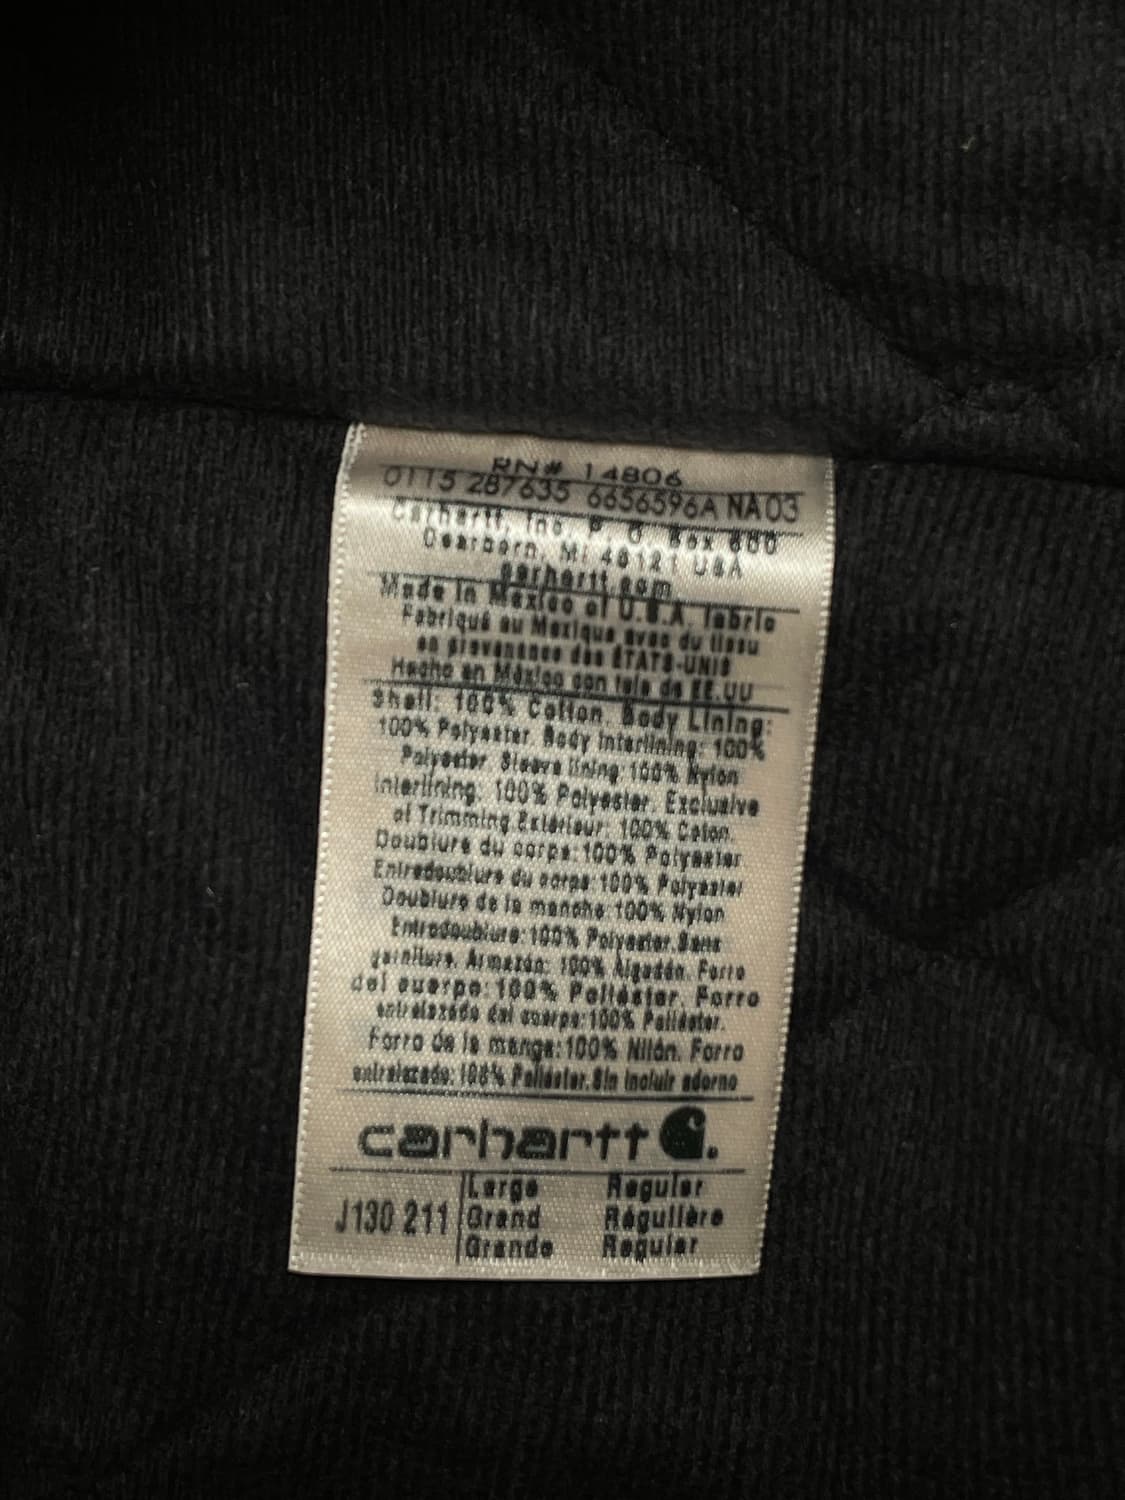 RN# 14806
0115 287635 6656596A NA03
Carhartt, Inc. P. O. Box 600
Dearborn, MI 48121 USA
carhartt.com
Made in Mexico of U.S.A. fabric
Fabriqué au Mexique avec du tissu
en provenance des ÉTATS-UNIS
Hecho en México con tela de EE.UU
Shell: 100% Cotton. Body Lining:
100% Polyester. Body Interlining: 100%
Polyester. Sleeve lining 100% Nylon
Interlining: 100% Polyester. Exclusive
of Trimming Extérieur: 100% Coton.
Doublure du corps:100% Polyester
Entredoublure du corps:100% Polyester
Doublure de la manche:100% Nylon
Entredoublure:100% Polyester.Sans
garniture. Armazón: 100% Algodón. Forro
del cuerpo:100% Poliéster. Forro
entrelazado del cuerpo:100% Poliéster.
Forro de la manga:100% Nilón. Forro
entrelazado:100% Poliéster.Sin incluir adorno
carhartt
J130 211
Large Regular
Grand Régulière
Grande Regular